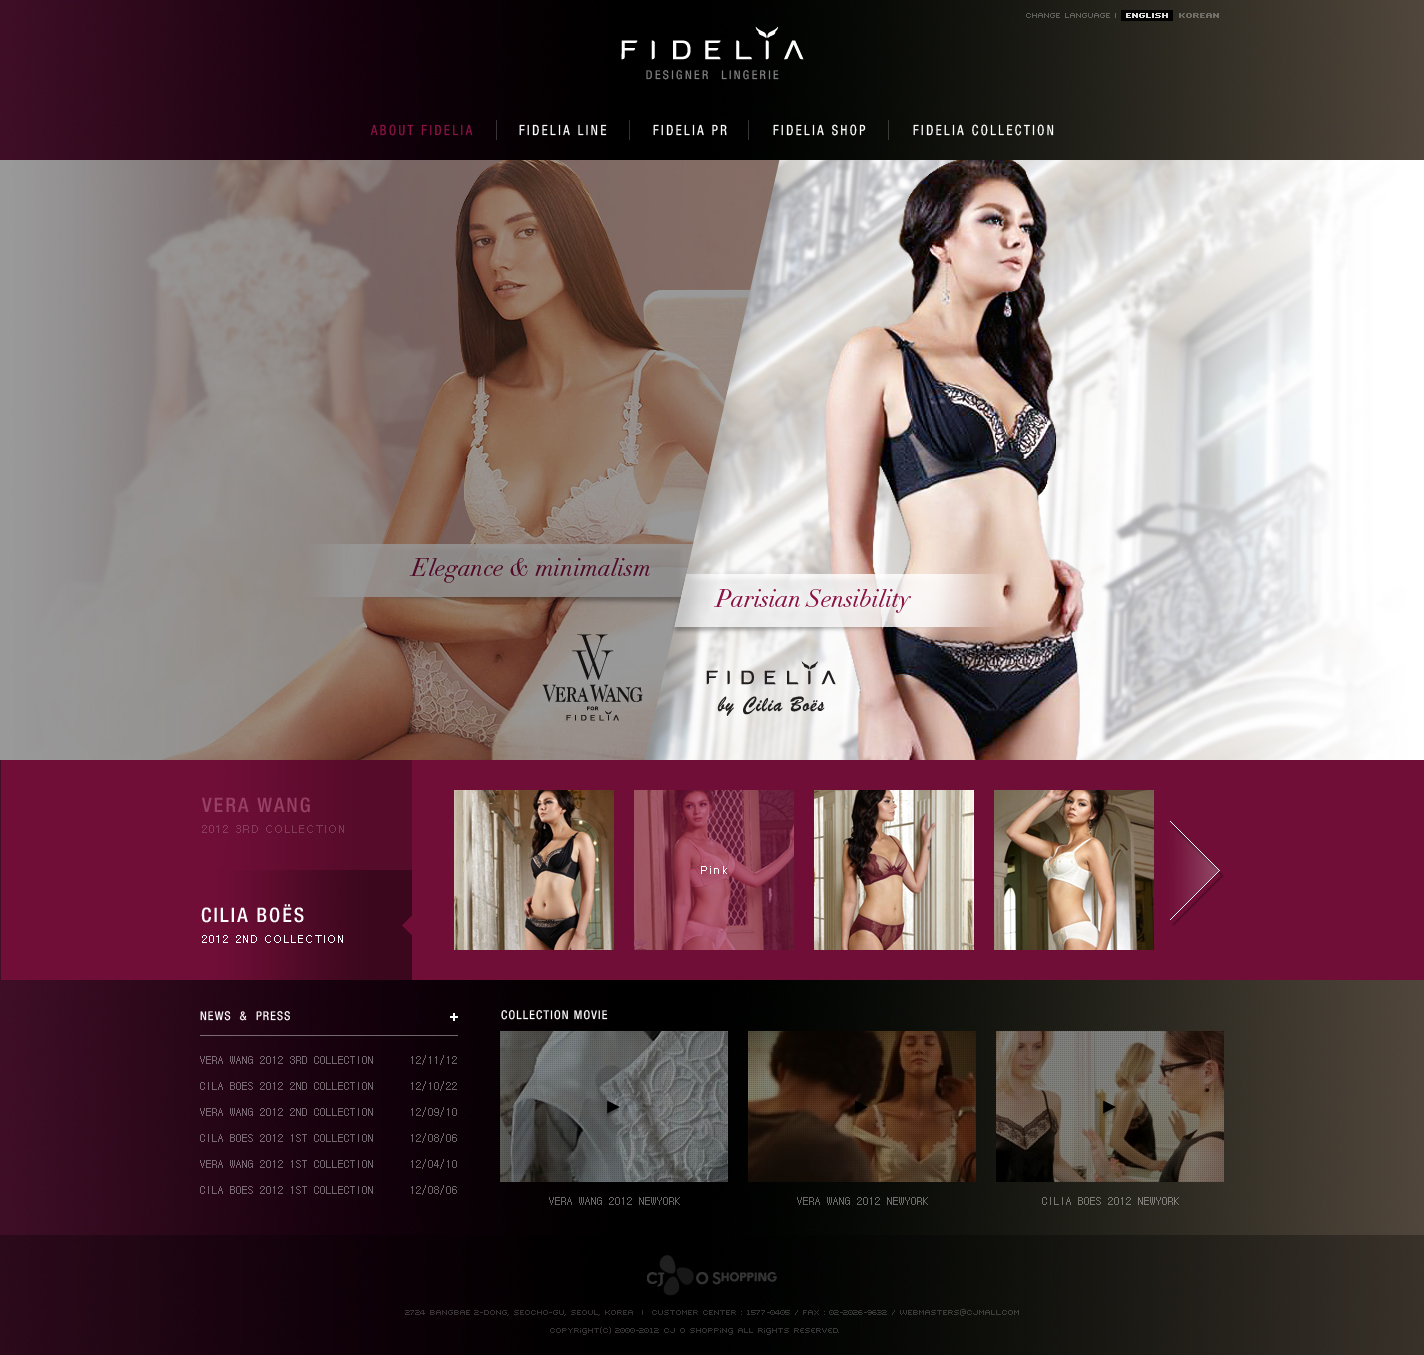 CHANGE LANGUAGE | ENGLISH KOREAN
FIDELIA
DESIGNER LINGERIE
ABOUT FIDELIA
FIDELIA LINE
FIDELIA PR
FIDELIA SHOP
FIDELIA COLLECTION
Elegance & minimalism
Parisian Sensibility
VERA WANG
FOR
FIDELIA
FIDELIA
by Cilia Boës
VERA WANG
2012 3RD COLLECTION
CILIA BOËS
2012 2ND COLLECTION
Pink
NEWS & PRESS +
VERA WANG 2012 3RD COLLECTION 12/11/12
CILA BOES 2012 2ND COLLECTION 12/10/22
VERA WANG 2012 2ND COLLECTION 12/09/10
CILA BOES 2012 1ST COLLECTION 12/08/06
VERA WANG 2012 1ST COLLECTION 12/04/10
CILA BOES 2012 1ST COLLECTION 12/08/06
COLLECTION MOVIE
VERA WANG 2012 NEWYORK
VERA WANG 2012 NEWYORK
CILIA BOES 2012 NEWYORK
CJ O SHOPPING
2724 BANGBAE 2-DONG, SEOCHO-GU, SEOUL, KOREA | CUSTOMER CENTER : 1577-0405 / FAX : 02-2026-9632 / WEBMASTERS@CJMALL.COM
COPYRIGHT(C) 2000-2012 CJ O SHOPPING ALL RIGHTS RESERVED.